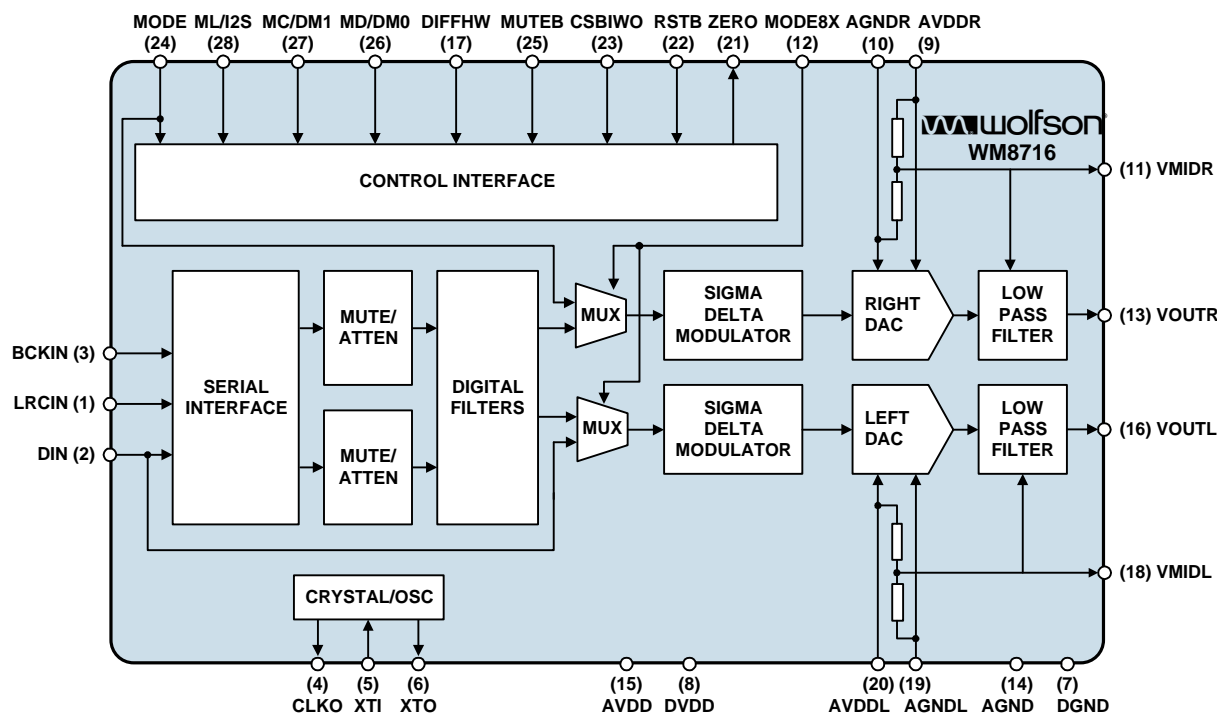 MODE ML/I2S MC/DM1 MD/DM0 DIFFHW MUTEB CSBIWO RSTB ZERO MODE8X AGNDR AVDDR
(24) (28) (27) (26) (17) (25) (23) (22) (21) (12) (10) (9)
wolfson
WM8716
CONTROL INTERFACE
(11) VMIDR
SERIAL
INTERFACE
MUTE/
ATTEN
MUTE/
ATTEN
DIGITAL
FILTERS
MUX
SIGMA
DELTA
MODULATOR
RIGHT
DAC
LOW
PASS
FILTER
(13) VOUTR
BCKIN (3)
LRCIN (1)
DIN (2)
MUX
SIGMA
DELTA
MODULATOR
LEFT
DAC
LOW
PASS
FILTER
(16) VOUTL
(18) VMIDL
CRYSTAL/OSC
(4) (5) (6) (15) (8) (20) (19) (14) (7)
CLKO XTI XTO AVDD DVDD AVDDL AGNDL AGND DGND